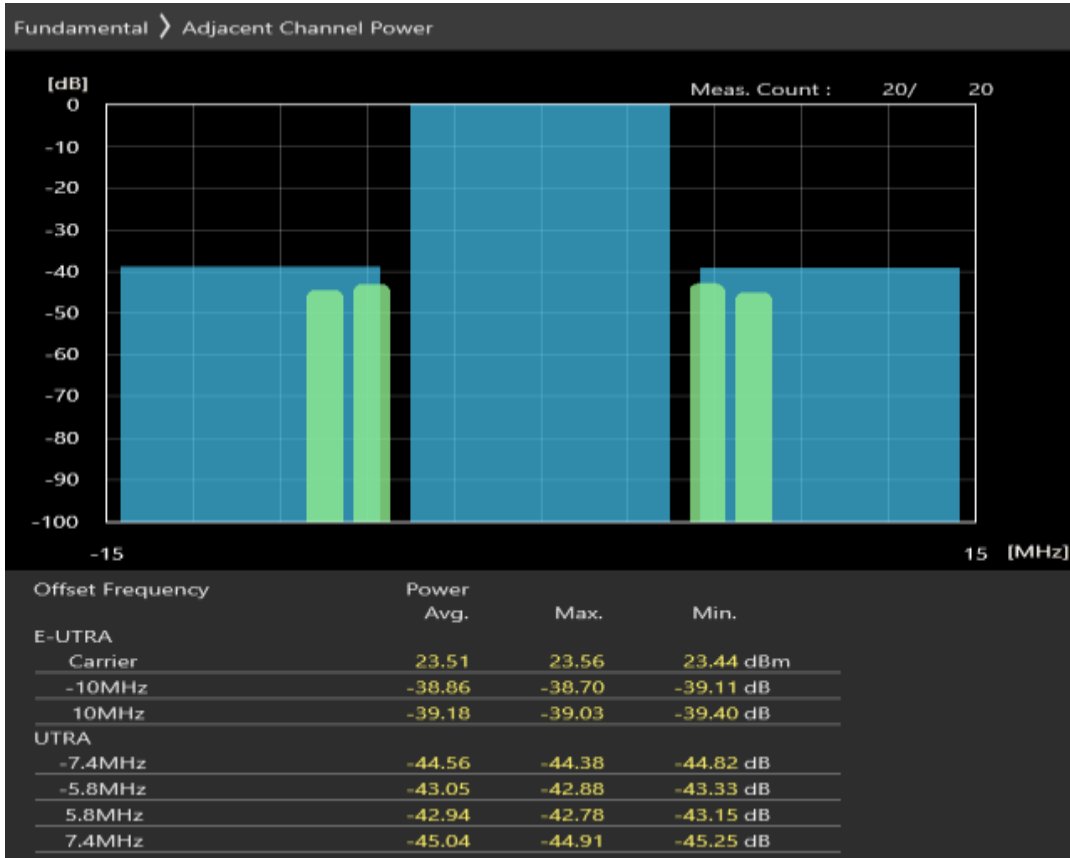 Fundamental 〉 Adjacent Channel Power
[dB]
Meas. Count : 20/ 20
0
-10
-20
-30
-40
-50
-60
-70
-80
-90
-100
-15 15 [MHz]
Offset Frequency Power
Avg. Max. Min.
E-UTRA
Carrier 23.51 23.56 23.44 dBm
-10MHz -38.86 -38.70 -39.11 dB
10MHz -39.18 -39.03 -39.40 dB
UTRA
-7.4MHz -44.56 -44.38 -44.82 dB
-5.8MHz -43.05 -42.88 -43.33 dB
5.8MHz -42.94 -42.78 -43.15 dB
7.4MHz -45.04 -44.91 -45.25 dB